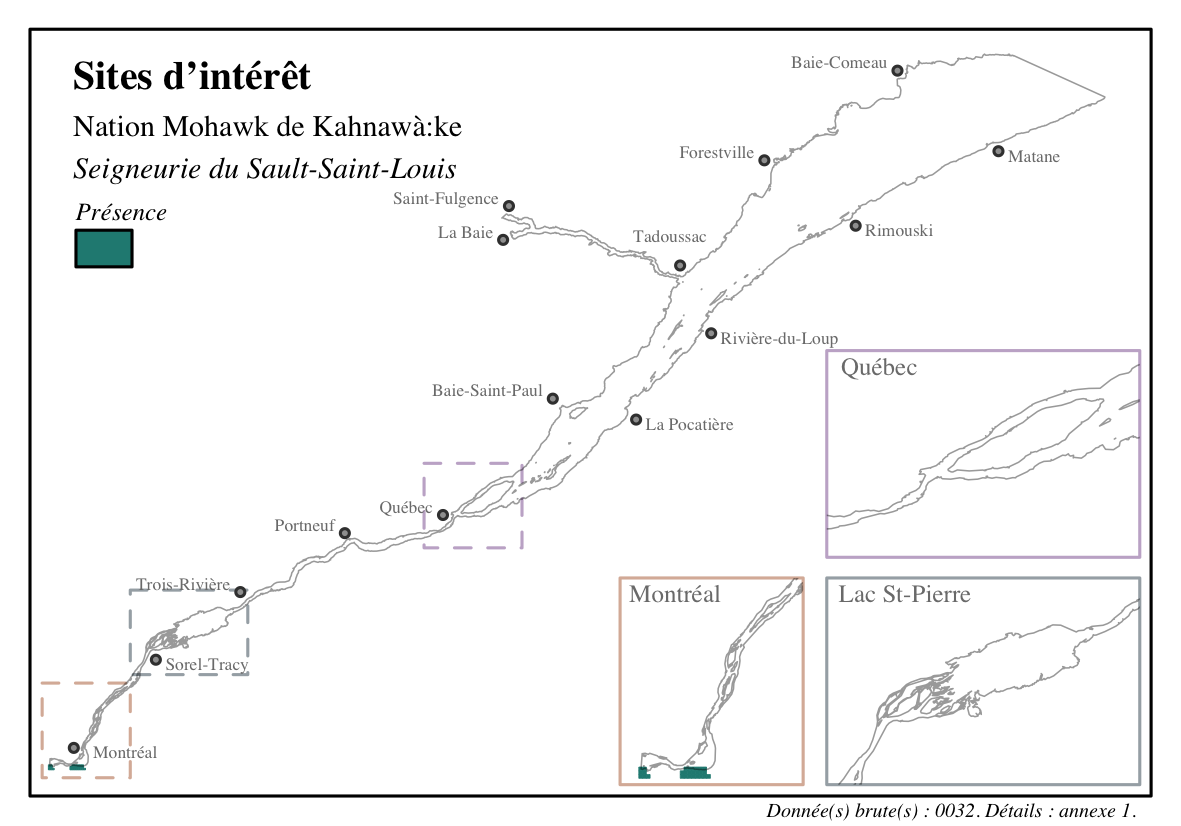 Sites d’intérêt
Nation Mohawk de Kahnawà:ke
Seigneurie du Sault-Saint-Louis
Présence
Baie-Comeau
Forestville
Matane
Saint-Fulgence
La Baie
Tadoussac
Rimouski
Rivière-du-Loup
Baie-Saint-Paul
La Pocatière
Québec
Portneuf
Trois-Rivière
Sorel-Tracy
Montréal
Québec
Montréal
Lac St-Pierre
Donnée(s) brute(s) : 0032. Détails : annexe 1.